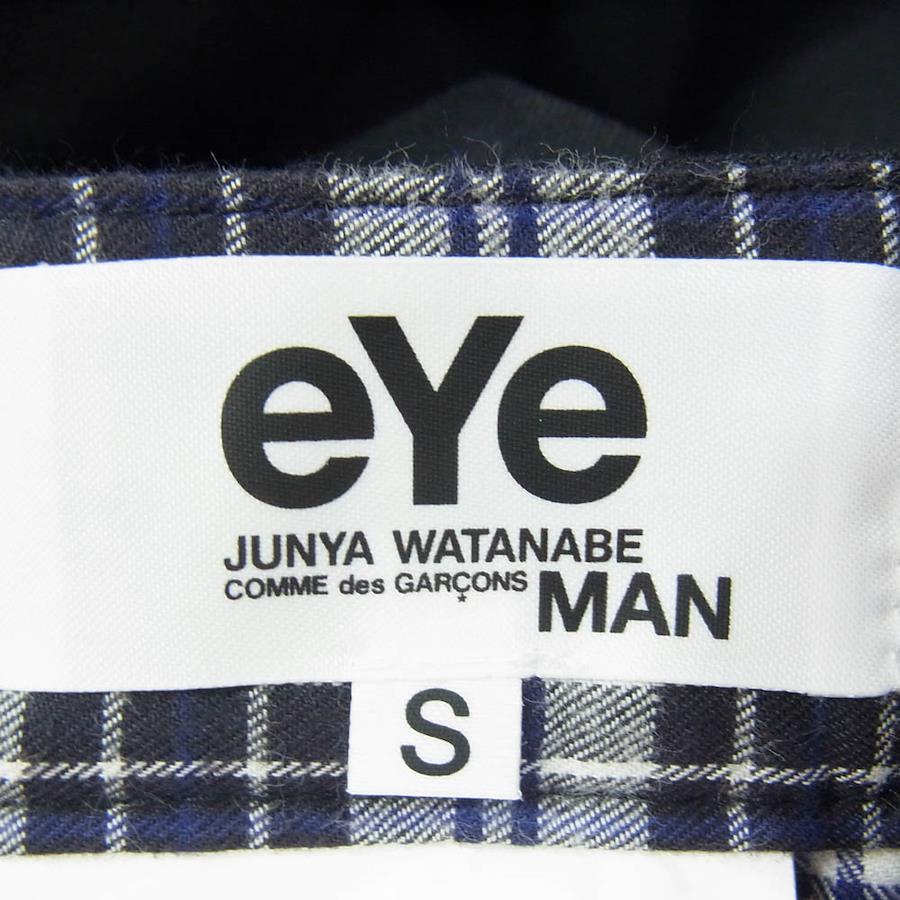 eYe
JUNYA WATANABE
COMME des GARÇONS MAN
S